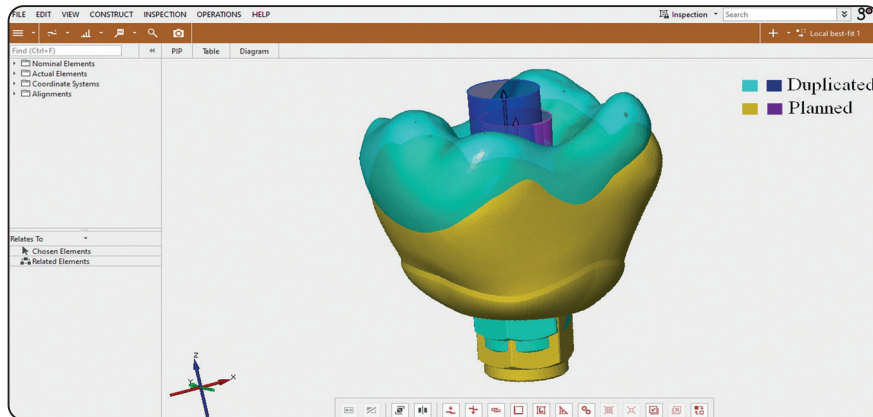 FILE EDIT VIEW CONSTRUCT INSPECTION OPERATIONS HELP
Inspection
Search
3
Local best-fit 1
Find (Ctrl+F)
PIP Table Diagram
Nominal Elements
Actual Elements
Coordinate Systems
Alignments
Duplicated
Planned
Relates To
Chosen Elements
Related Elements
Z
X
Y